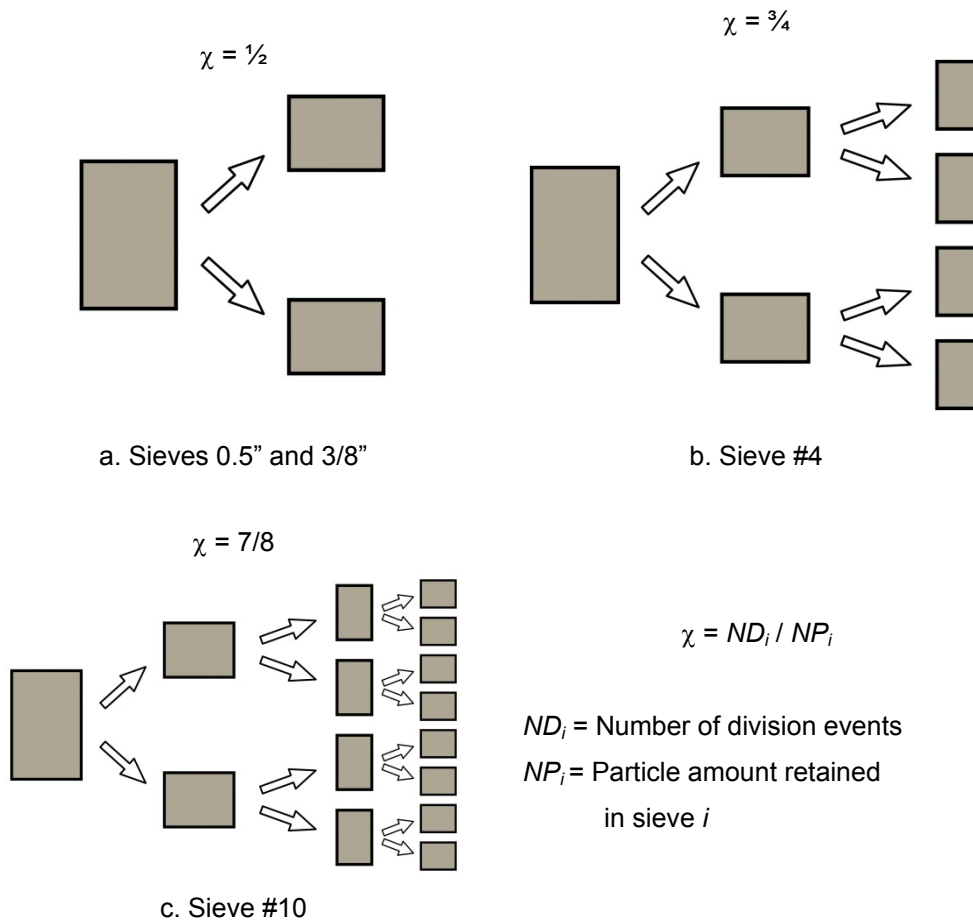 χ = ½
χ = ¾
a. Sieves 0.5” and 3/8”
b. Sieve #4
χ = 7/8
χ = NDi / NPi
NDi = Number of division events
NPi = Particle amount retained
in sieve i
c. Sieve #10